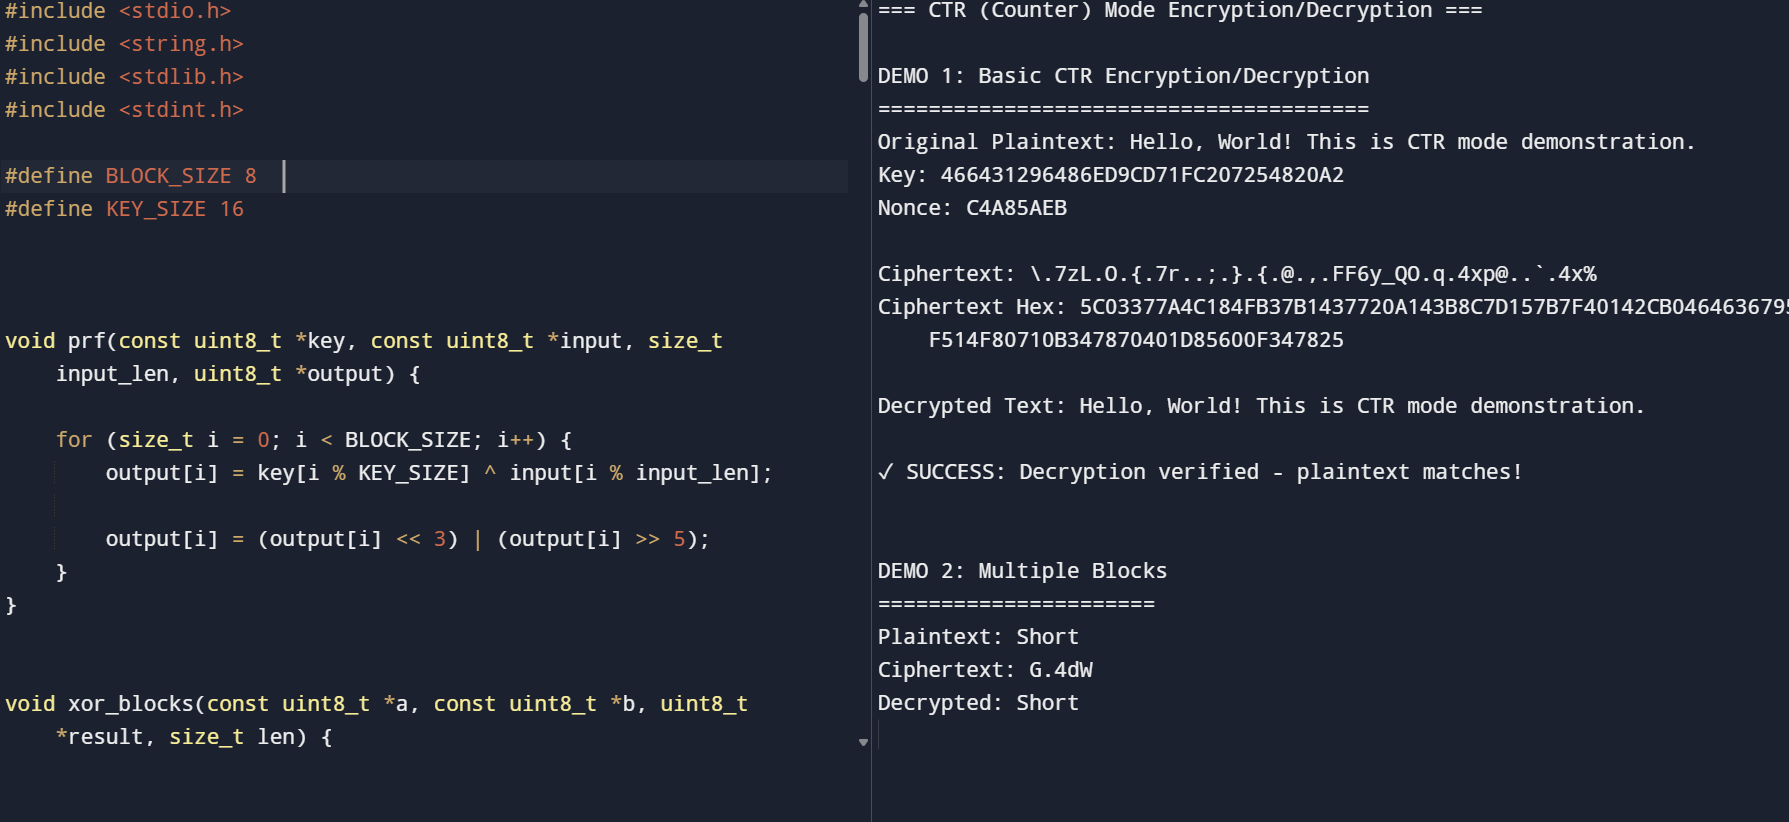 #include <stdio.h>
#include <string.h>
#include <stdlib.h>
#include <stdint.h>
#define BLOCK_SIZE 8
#define KEY_SIZE 16
void prf(const uint8_t *key, const uint8_t *input, size_t
input_len, uint8_t *output) {
for (size_t i = 0; i < BLOCK_SIZE; i++) {
output[i] = key[i % KEY_SIZE] ^ input[i % input_len];
output[i] = (output[i] << 3) | (output[i] >> 5);
}
}
void xor_blocks(const uint8_t *a, const uint8_t *b, uint8_t
*result, size_t len) {
=== CTR (Counter) Mode Encryption/Decryption ===
DEMO 1: Basic CTR Encryption/Decryption
=======================================
Original Plaintext: Hello, World! This is CTR mode demonstration.
Key: 466431296486ED9CD71FC207254820A2
Nonce: C4A85AEB
Ciphertext: \.7zL.O.{.7r..;.}.{.@.,.FF6y_QO.q.4xp@..`.4x%
Ciphertext Hex: 5C03377A4C184FB37B1437720A143B8C7D157B7F40142CB0464636795
F514F80710B347870401D85600F347825
Decrypted Text: Hello, World! This is CTR mode demonstration.
✓ SUCCESS: Decryption verified - plaintext matches!
DEMO 2: Multiple Blocks
======================
Plaintext: Short
Ciphertext: G.4dW
Decrypted: Short